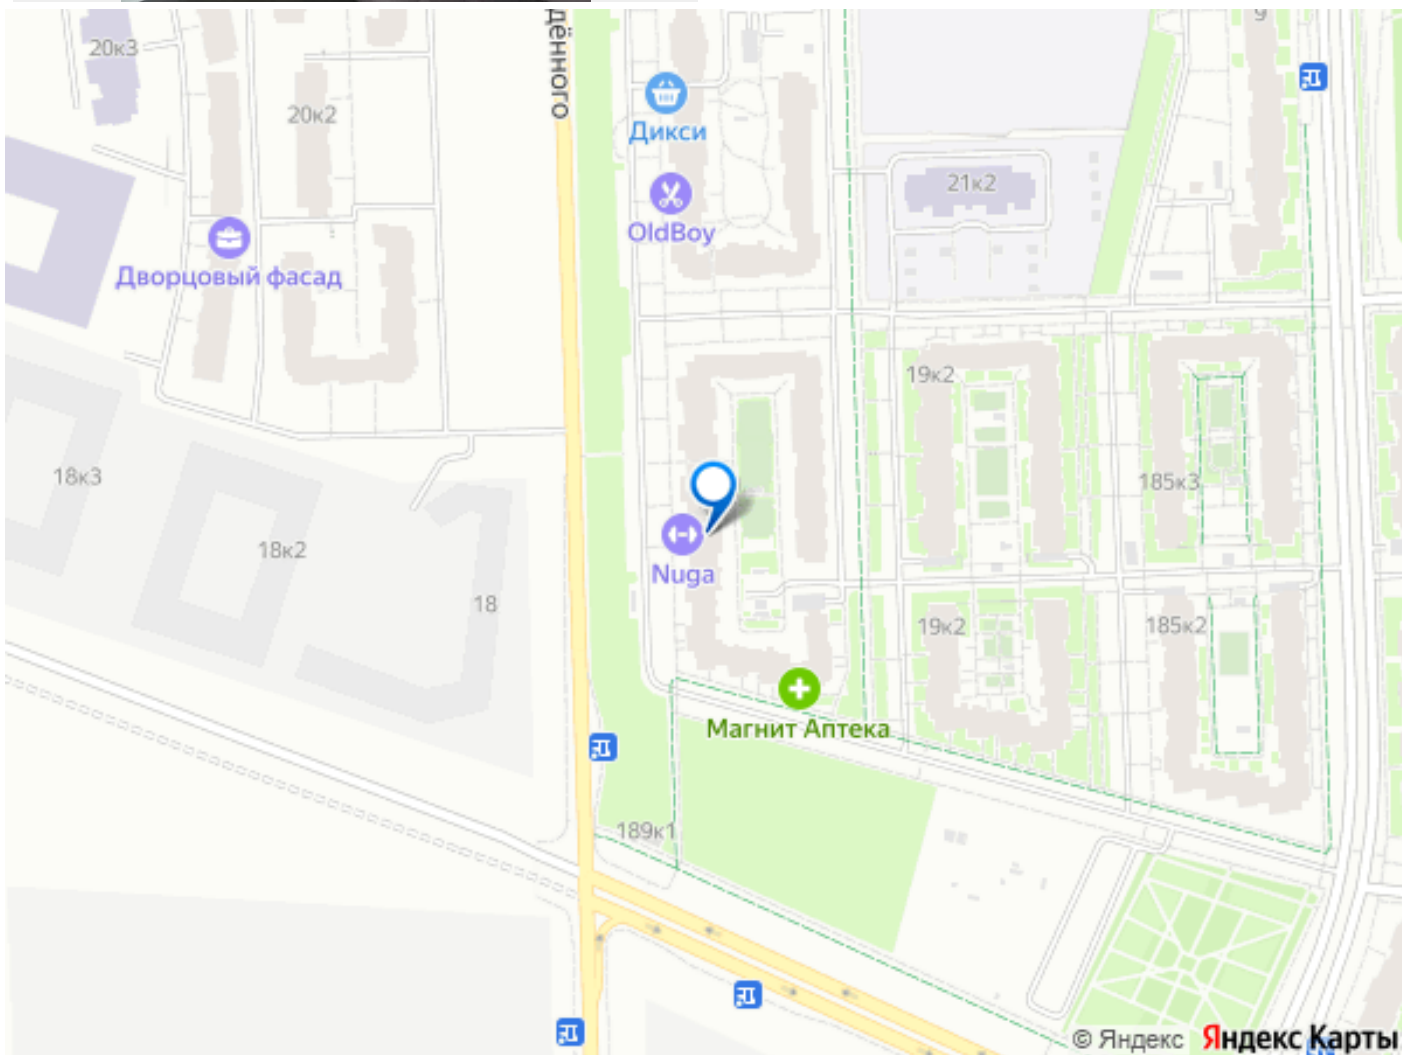 20к3
9
дённого
20к2
Дикси
21к2
OldBoy
Дворцовый фасад
19к2
18к3
185к3
18к2
Nuga
18
19к2
185к2
Магнит Аптека
189к1
© Яндекс Яндекс Карты